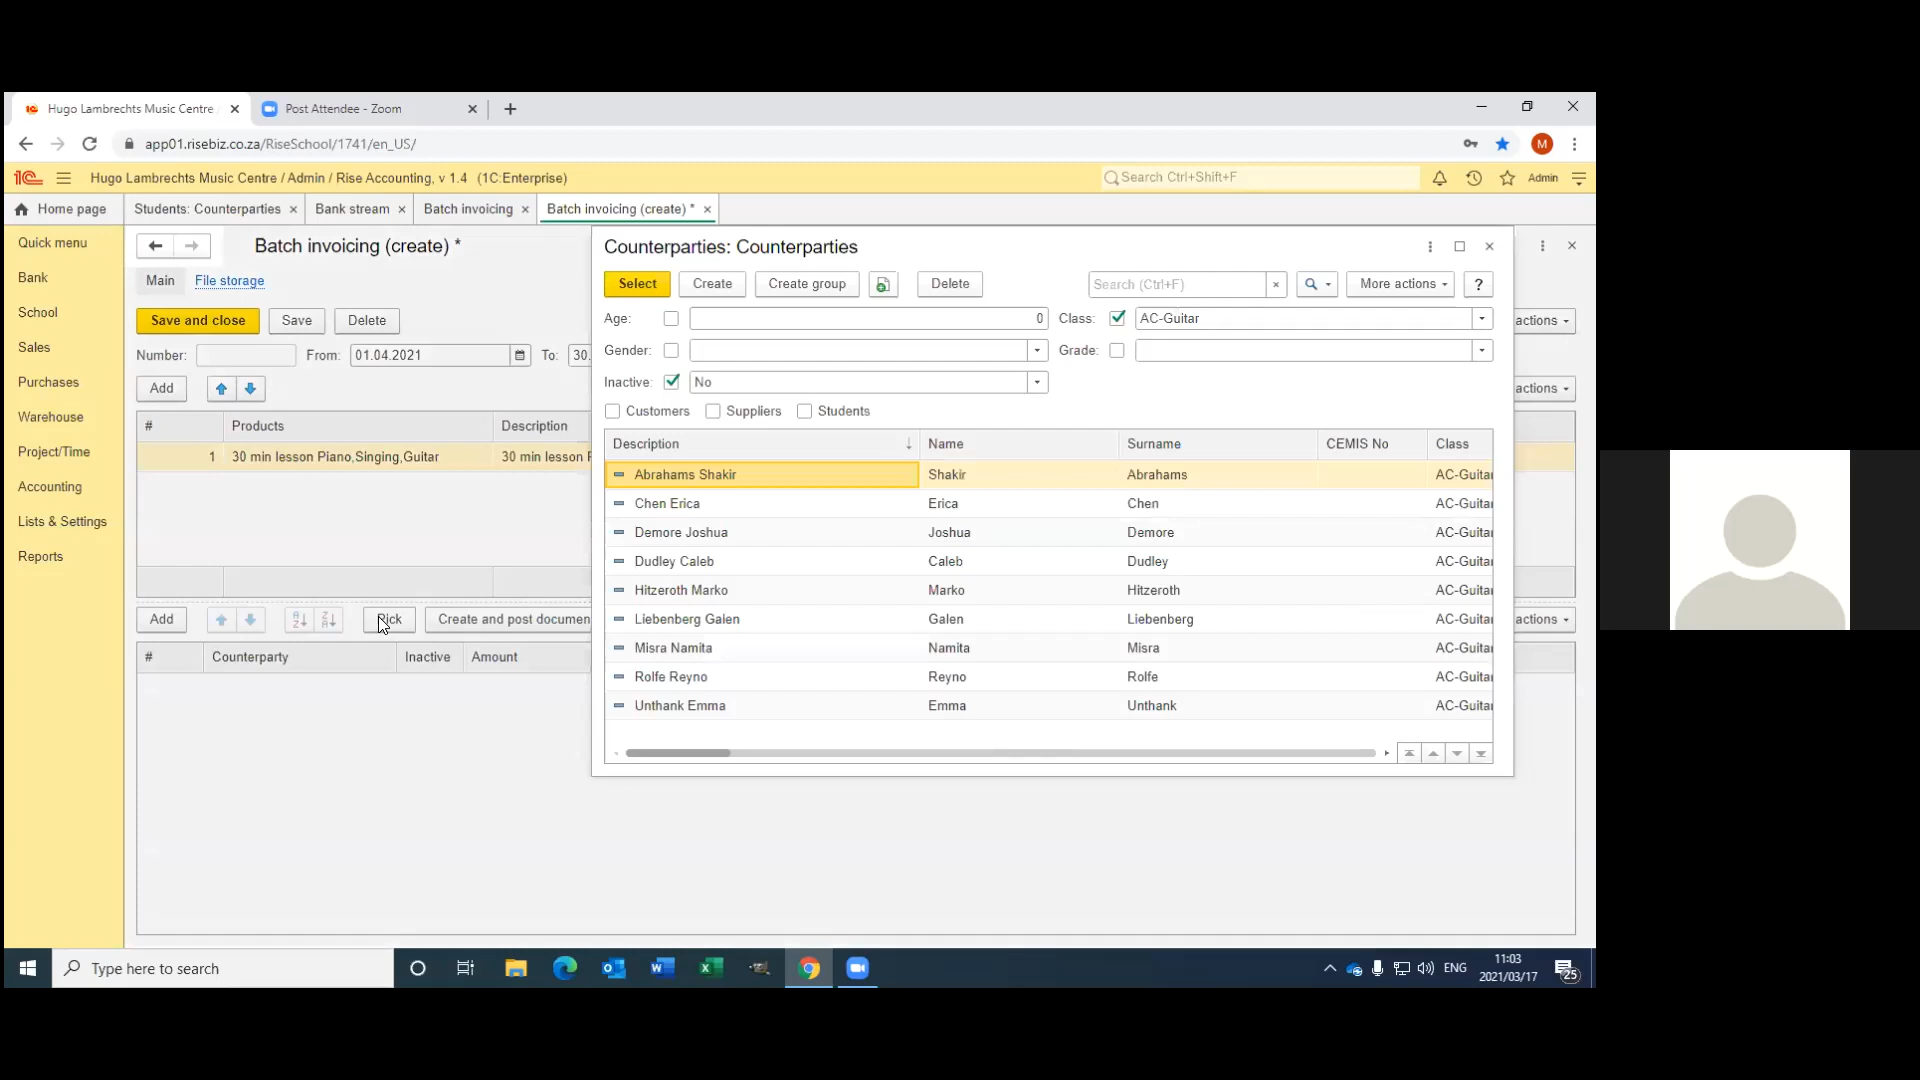 Hugo Lambrechts Music Centre
Post Attendee - Zoom
app01.risebiz.co.za/RiseSchool/1741/en_US/
M
Hugo Lambrechts Music Centre / Admin / Rise Accounting, v 1.4 (1C:Enterprise)
Search Ctrl+Shift+F
Admin
Home page
Students: Counterparties
Bank stream
Batch invoicing
Batch invoicing (create) *
Quick menu
Bank
School
Sales
Purchases
Warehouse
Project/Time
Accounting
Lists & Settings
Reports
Batch invoicing (create) *
Main
File storage
Save and close
Save
Delete
actions
Number:
From: 01.04.2021
To: 30.
Add
actions
# Products Description
1 30 min lesson Piano,Singing,Guitar 30 min lesson
Add
Pick
Create and post documen
actions
# Counterparty Inactive Amount
Counterparties: Counterparties
Select
Create
Create group
Delete
Search (Ctrl+F)
×
More actions
?
Age: 0
Class: AC-Guitar
Gender:
Grade:
Inactive: No
Customers Suppliers Students
Description Name Surname CEMIS No Class
Abrahams Shakir Shakir Abrahams AC-Guitar
Chen Erica Erica Chen AC-Guitar
Demore Joshua Joshua Demore AC-Guitar
Dudley Caleb Caleb Dudley AC-Guitar
Hitzeroth Marko Marko Hitzeroth AC-Guitar
Liebenberg Galen Galen Liebenberg AC-Guitar
Misra Namita Namita Misra AC-Guitar
Rolfe Reyno Reyno Rolfe AC-Guitar
Unthank Emma Emma Unthank AC-Guitar
Type here to search
ENG
11:03
2021/03/17
25